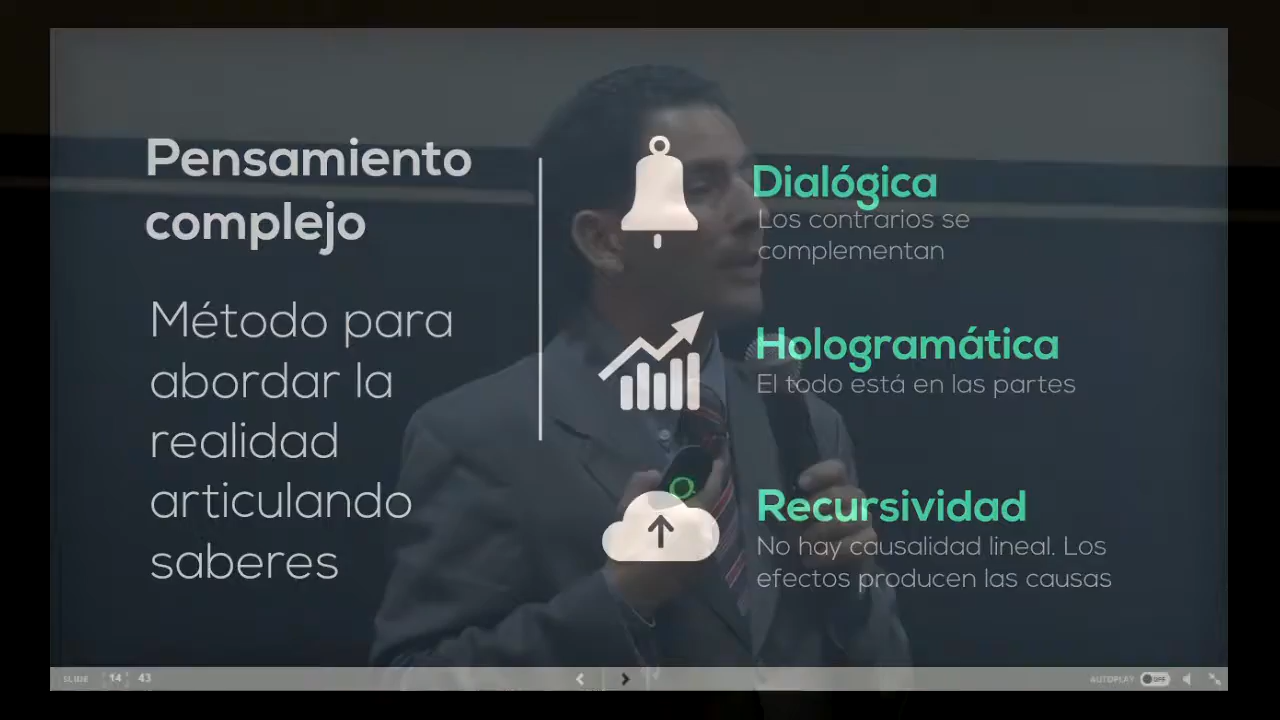 Pensamiento
complejo
Método para
abordar la
realidad
articulando
saberes
Dialógica
Los contrarios se
complementan
Hologramática
El todo está en las partes
Recursividad
No hay causalidad lineal. Los
efectos producen las causas
SLIDE 14 43
AUTOPLAY OFF